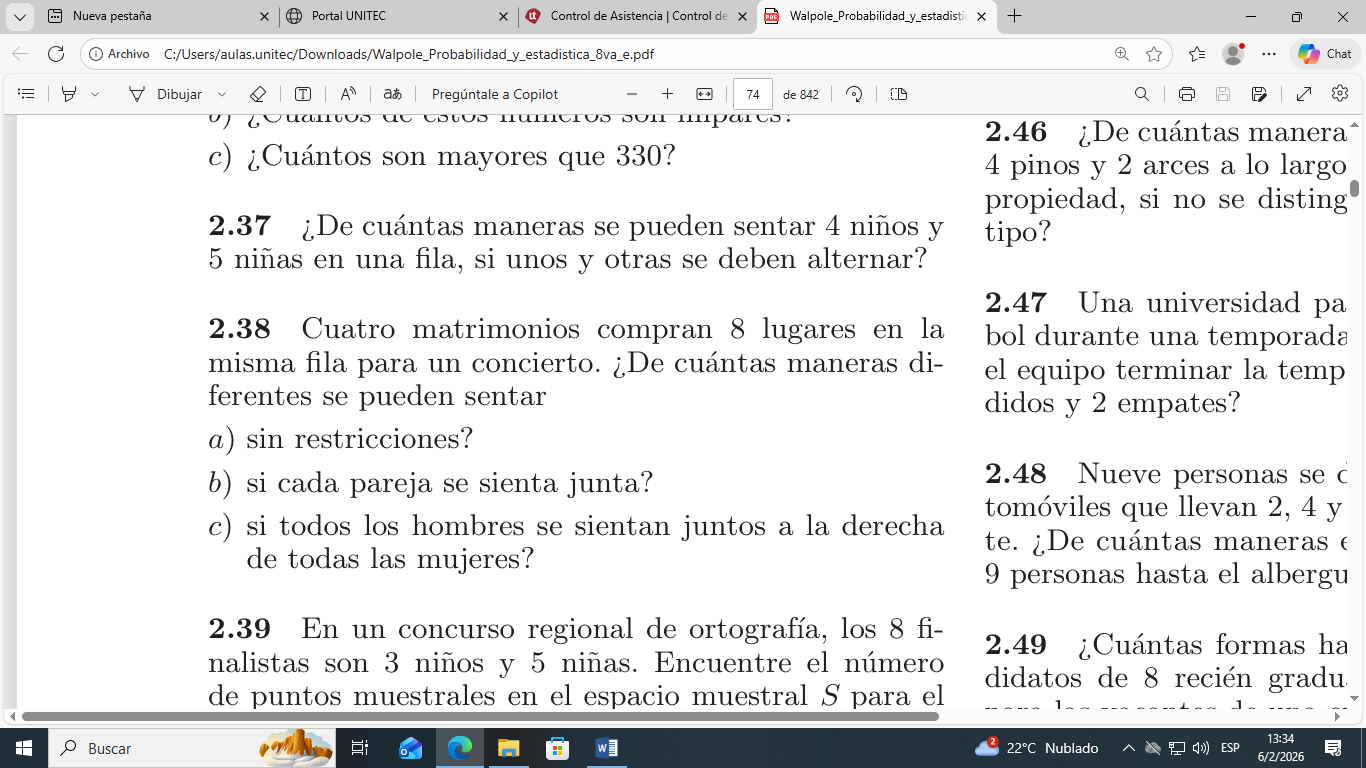 Nueva pestaña
Portal UNITEC
Control de Asistencia | Control de
Walpole_Probabilidad_y_estadistic
Archivo
C:/Users/aulas.unitec/Downloads/Walpole_Probabilidad_y_estadistica_8va_e.pdf
Chat
Dibujar
aあ
Pregúntale a Copilot
74
de 842
b) ¿Cuántos de estos números son impares?
c) ¿Cuántos son mayores que 330?
2.37 ¿De cuántas maneras se pueden sentar 4 niños y
5 niñas en una fila, si unos y otras se deben alternar?
2.38 Cuatro matrimonios compran 8 lugares en la
misma fila para un concierto. ¿De cuántas maneras di-
ferentes se pueden sentar
a) sin restricciones?
b) si cada pareja se sienta junta?
c) si todos los hombres se sientan juntos a la derecha
de todas las mujeres?
2.39 En un concurso regional de ortografía, los 8 fi-
nalistas son 3 niños y 5 niñas. Encuentre el número
de puntos muestrales en el espacio muestral S para el
2.46 ¿De cuántas manera
4 pinos y 2 arces a lo largo
propiedad, si no se disting
tipo?
2.47 Una universidad pa
bol durante una temporada
el equipo terminar la temp
didos y 2 empates?
2.48 Nueve personas se d
tomóviles que llevan 2, 4 y
te. ¿De cuántas maneras e
9 personas hasta el albergu
2.49 ¿Cuántas formas ha
didatos de 8 recién gradu
Buscar
2
22°C Nublado
ESP
13:34
6/2/2026